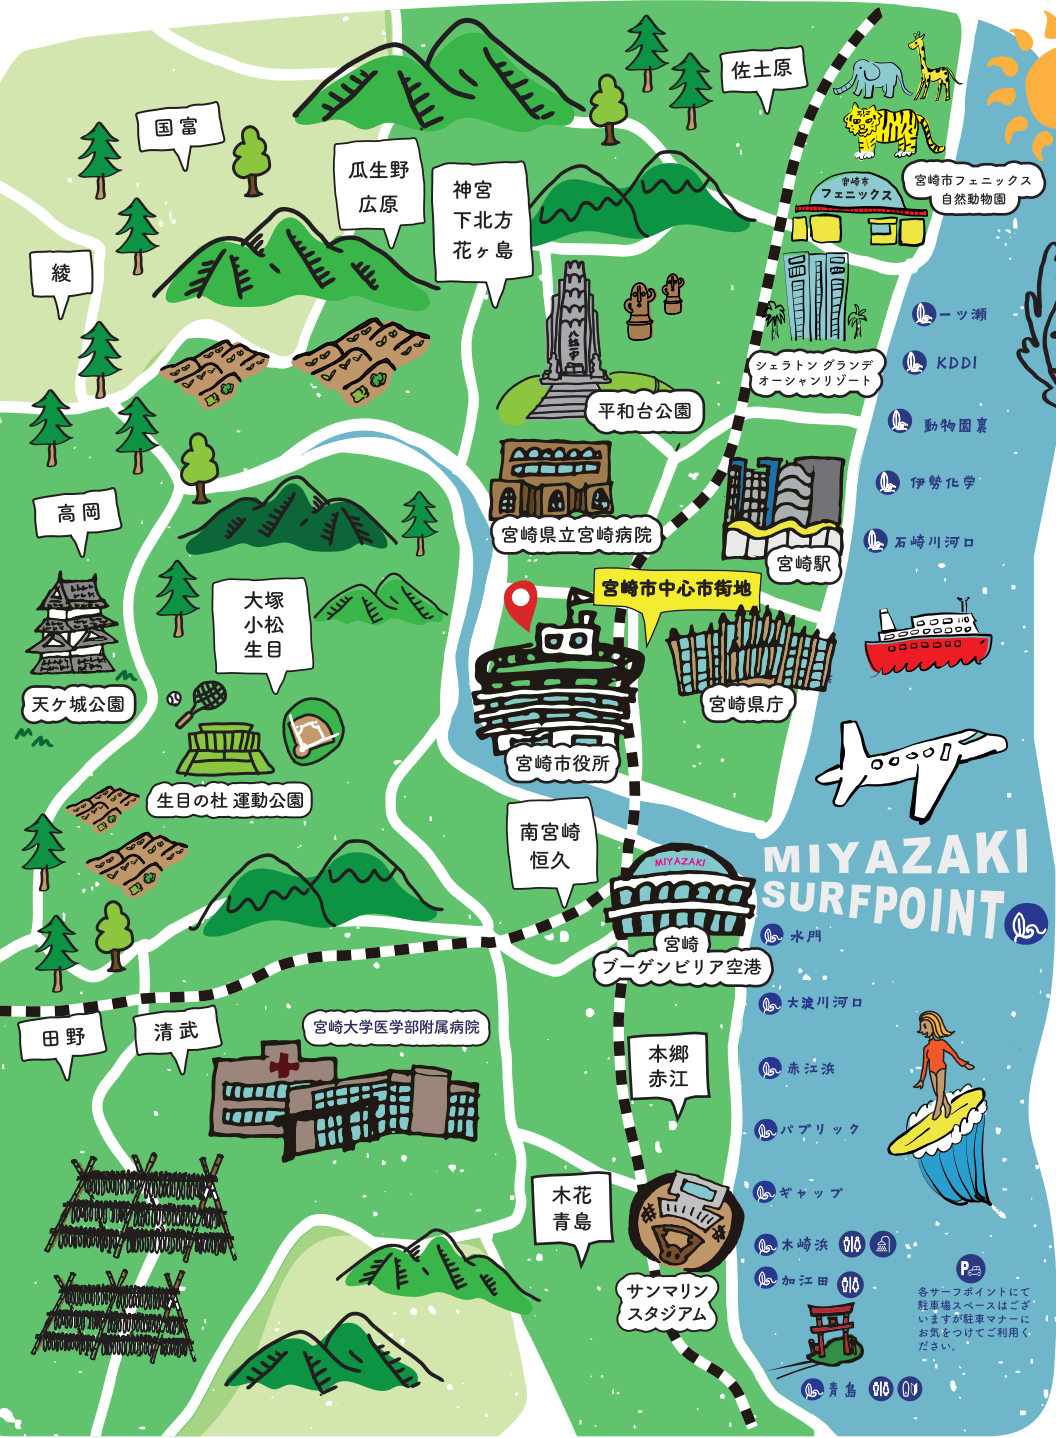 佐土原
国富
瓜生野
広原
神宮
下北方
花ヶ島
宮崎市
フェニックス
宮崎市フェニックス
自然動物園
綾
一ツ瀬
KDDI
シェラトン グランデ
オーシャンリゾート
平和台公園
動物園裏
伊勢化学
高岡
宮崎県立宮崎病院
石崎川河口
宮崎駅
宮崎市中心市街地
大塚
小松
生目
天ケ城公園
宮崎県庁
宮崎市役所
生目の杜 運動公園
南宮崎
恒久
MIYAZAKI
MIYAZAKI
SURFPOINT
宮崎
ブーゲンビリア空港
水門
大淀川河口
田野
清武
宮崎大学医学部附属病院
本郷
赤江
赤江浜
パブリック
木花
青島
ギャップ
木崎浜
加江田
サンマリン
スタジアム
P
各サーフポイントにて
駐車場スペースはござ
いますが駐車マナーに
お気をつけてご利用く
ださい。
青島